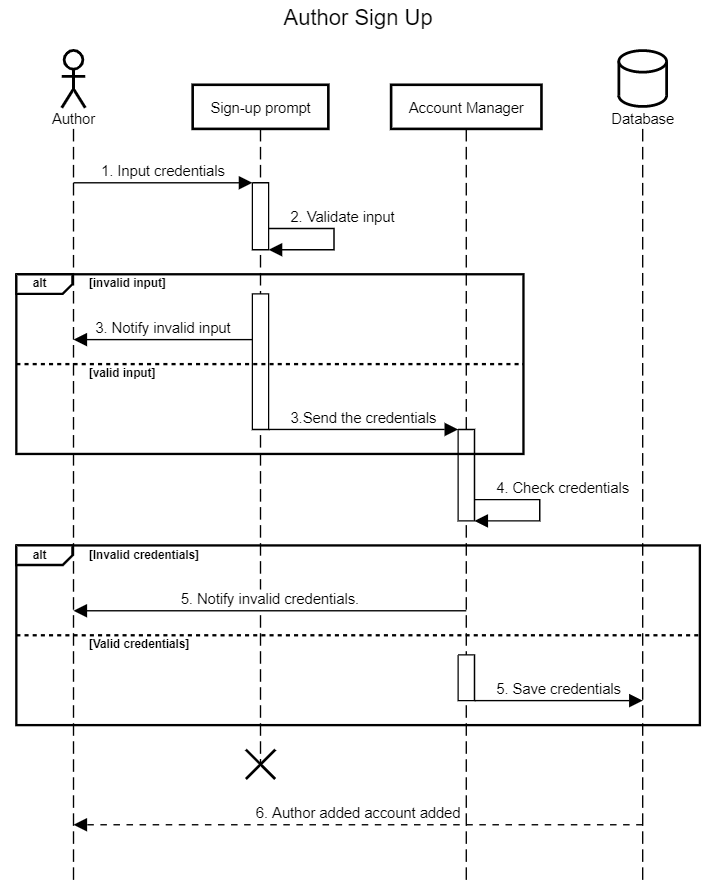 Author Sign Up
Author
Sign-up prompt
Account Manager
Database
1. Input credentials
2. Validate input
alt
[invalid input]
3. Notify invalid input
[valid input]
3.Send the credentials
4. Check credentials
alt
[Invalid credentials]
5. Notify invalid credentials.
[Valid credentials]
5. Save credentials
6. Author added account added